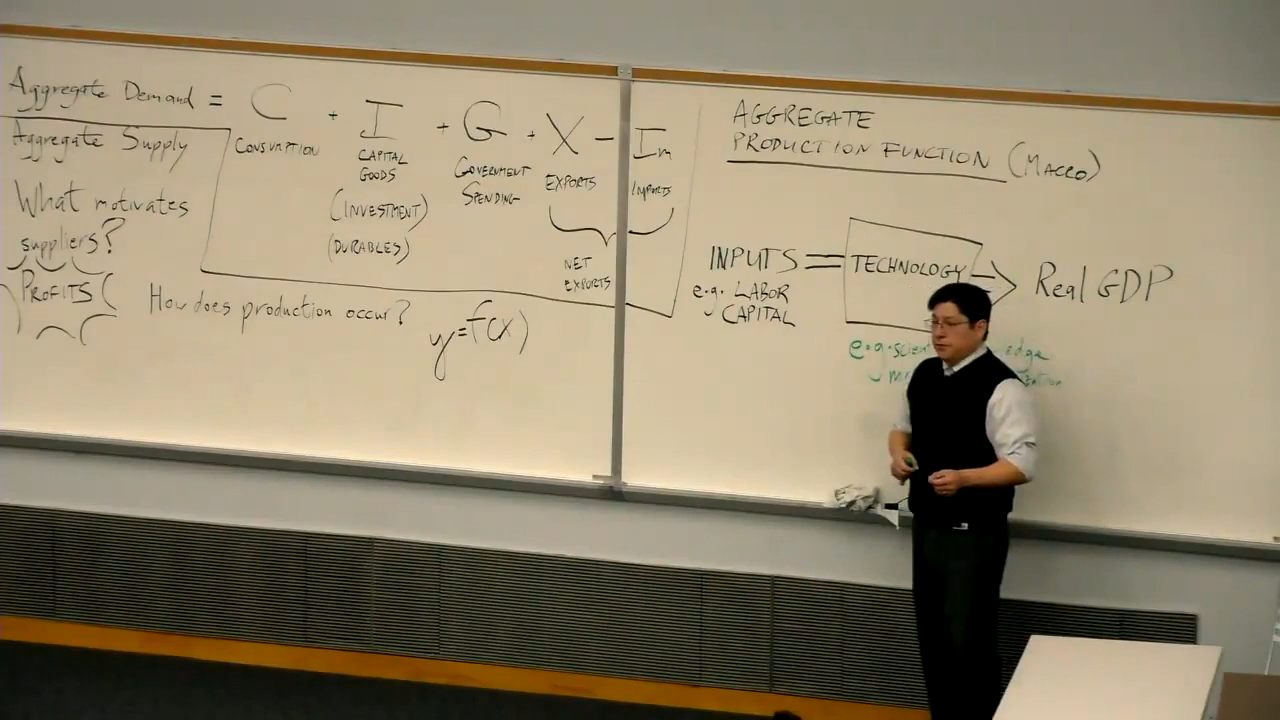 Aggregate Demand = C + I + G + X - Im
CONSUMPTION
CAPITAL
GOODS
(INVESTMENT)
(DURABLES)
GOVERNMENT
SPENDING
EXPORTS
IMPORTS
NET
EXPORTS
Aggregate Supply
What motivates
suppliers?
PROFITS
How does production occur?
y=f(x)
AGGREGATE
PRODUCTION FUNCTION (MACRO)
INPUTS = TECHNOLOGY => Real GDP
e.g. LABOR
CAPITAL
e.g.